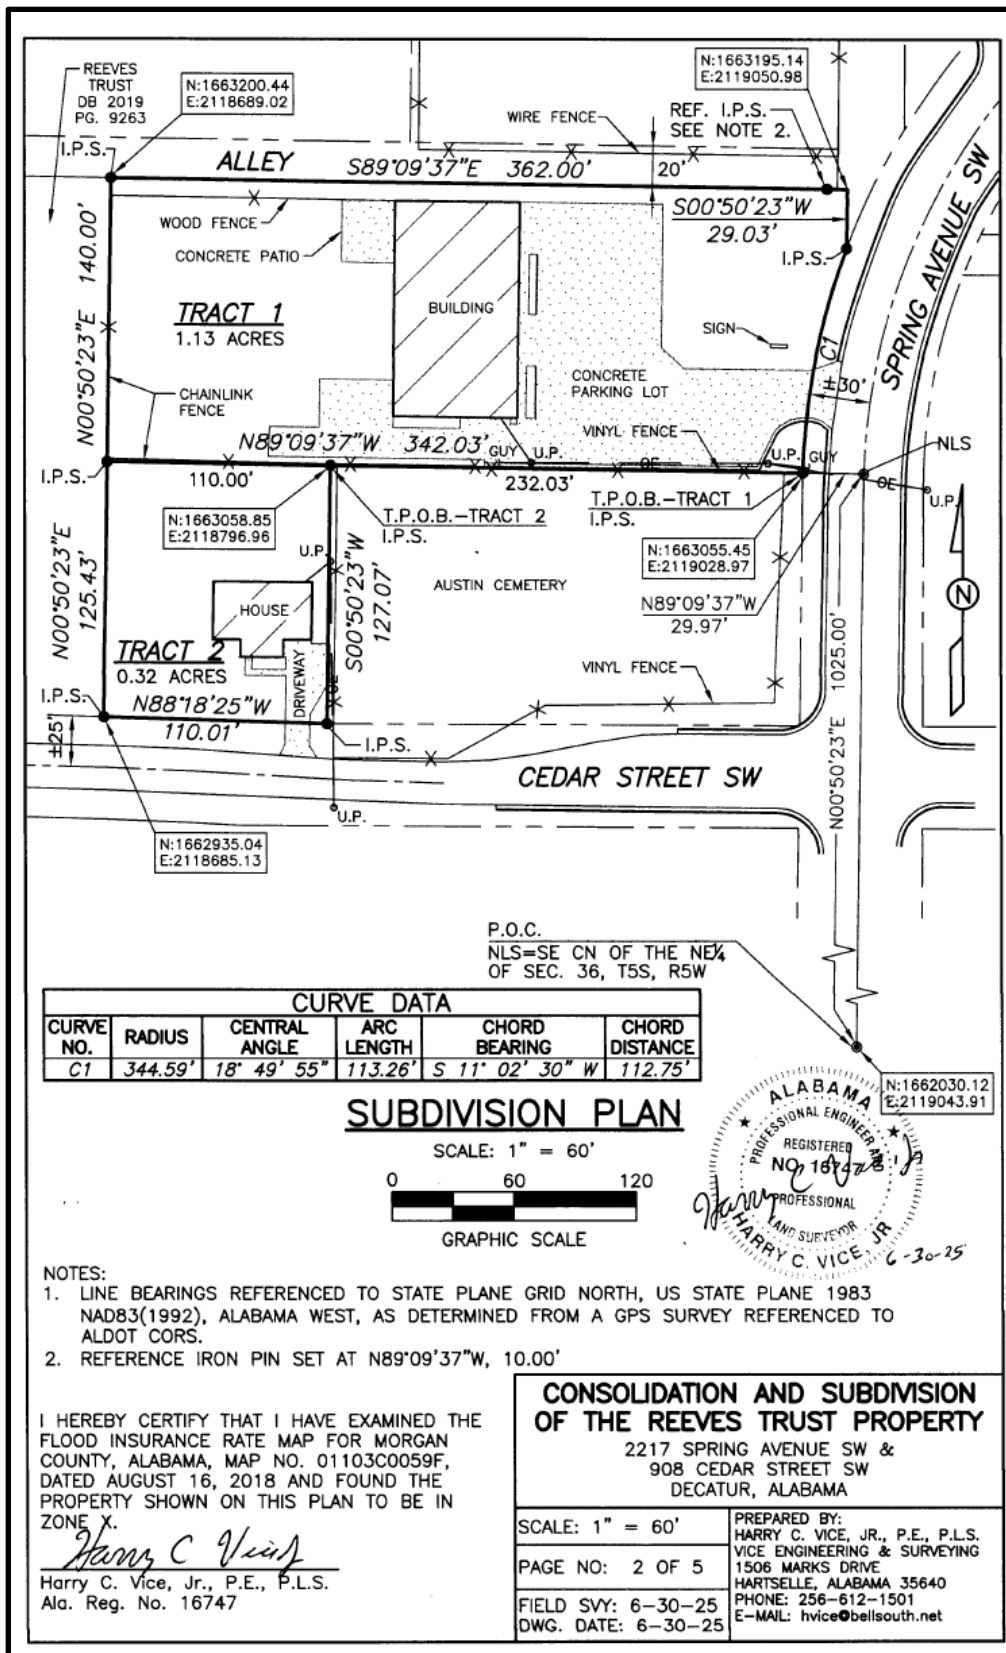 REEVES
TRUST
DB 2019
PG. 9263
N:1663200.44
E:2118689.02
N:1663195.14
E:2119050.98
WIRE FENCE
REF. I.P.S.
SEE NOTE 2.
I.P.S.
ALLEY
S89°09'37"E 362.00'
20'
WOOD FENCE
S00°50'23"W
29.03'
CONCRETE PATIO
I.P.S.
SPRING AVENUE SW
N00°50'23"E 140.00'
TRACT 1
1.13 ACRES
BUILDING
SIGN
C1
±30'
CONCRETE
PARKING LOT
CHAINLINK
FENCE
N89°09'37"W 342.03'
GUY
U.P.
VINYL FENCE
U.P.
GUY
NLS
I.P.S.
110.00'
OE
232.03'
OE
U.P.
T.P.O.B.-TRACT 2
I.P.S.
T.P.O.B.-TRACT 1
I.P.S.
N:1663058.85
E:2118796.96
N:1663055.45
E:2119028.97
N00°50'23"E
125.43'
U.P.
S00°50'23"W
127.07'
AUSTIN CEMETERY
N89°09'37"W
29.97'
N
HOUSE
TRACT 2
0.32 ACRES
DRIVEWAY
OE
VINYL FENCE
N00°50'23"E 1025.00'
I.P.S.
N88°18'25"W
110.01'
I.P.S.
±25'
CEDAR STREET SW
U.P.
N:1662935.04
E:2118685.13
P.O.C.
NLS=SE CN OF THE NE¼
OF SEC. 36, T5S, R5W
CURVE DATA
CURVE NO. RADIUS CENTRAL ANGLE ARC LENGTH CHORD BEARING CHORD DISTANCE
C1 344.59' 18° 49' 55" 113.26' S 11° 02' 30" W 112.75'
N:1662030.12
E:2119043.91
SUBDIVISION PLAN
SCALE: 1" = 60'
0 60 120
GRAPHIC SCALE
ALABAMA
PROFESSIONAL ENGINEER AND
REGISTERED
NO. 16747
PROFESSIONAL
LAND SURVEYOR
HARRY C. VICE, JR
6-30-25
NOTES:
1. LINE BEARINGS REFERENCED TO STATE PLANE GRID NORTH, US STATE PLANE 1983
NAD83(1992), ALABAMA WEST, AS DETERMINED FROM A GPS SURVEY REFERENCED TO
ALDOT CORS.
2. REFERENCE IRON PIN SET AT N89°09'37"W, 10.00'
I HEREBY CERTIFY THAT I HAVE EXAMINED THE
FLOOD INSURANCE RATE MAP FOR MORGAN
COUNTY, ALABAMA, MAP NO. 01103C0059F,
DATED AUGUST 16, 2018 AND FOUND THE
PROPERTY SHOWN ON THIS PLAN TO BE IN
ZONE X.
Harry C. Vice, Jr., P.E., P.L.S.
Ala. Reg. No. 16747
CONSOLIDATION AND SUBDIVISION
OF THE REEVES TRUST PROPERTY
2217 SPRING AVENUE SW &
908 CEDAR STREET SW
DECATUR, ALABAMA
SCALE: 1" = 60'
PAGE NO: 2 OF 5
FIELD SVY: 6-30-25
DWG. DATE: 6-30-25
PREPARED BY:
HARRY C. VICE, JR., P.E., P.L.S.
VICE ENGINEERING & SURVEYING
1506 MARKS DRIVE
HARTSELLE, ALABAMA 35640
PHONE: 256-612-1501
E-MAIL: hvice@bellsouth.net